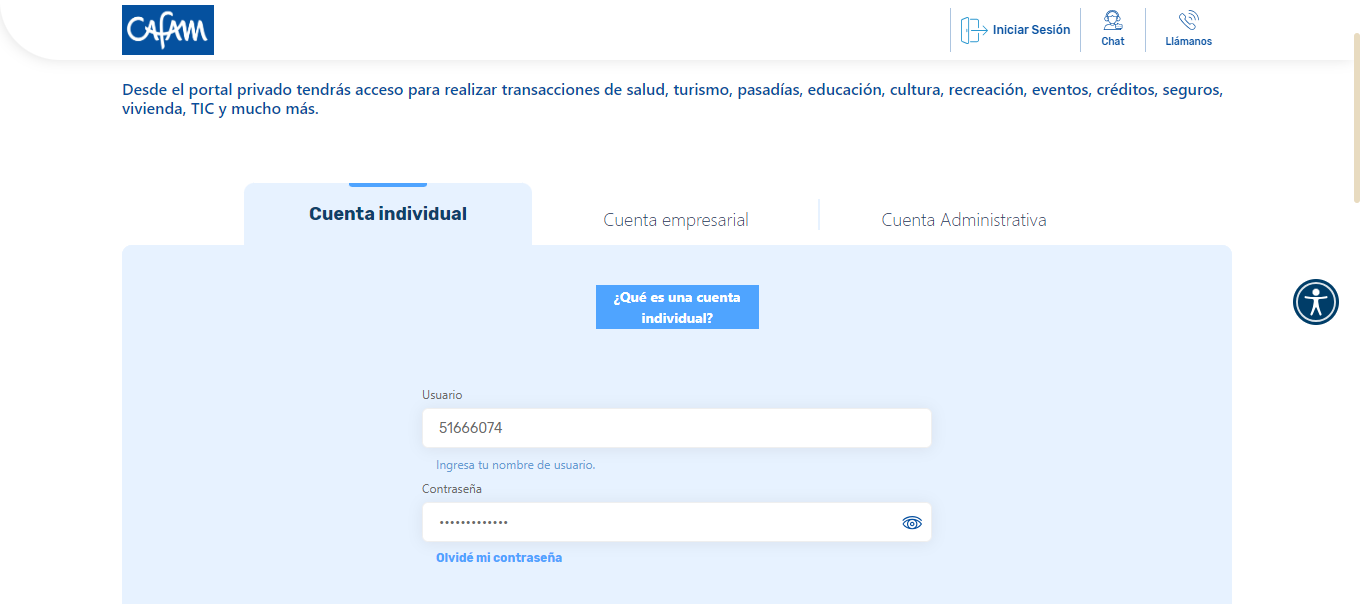 CAFAM
Iniciar Sesión
Chat
Llámanos
Desde el portal privado tendrás acceso para realizar transacciones de salud, turismo, pasadías, educación, cultura, recreación, eventos, créditos, seguros,
vivienda, TIC y mucho más.
Cuenta individual
Cuenta empresarial
Cuenta Administrativa
¿Qué es una cuenta
individual?
Usuario
51666074
Ingresa tu nombre de usuario.
Contraseña
•••••••••••••
Olvidé mi contraseña